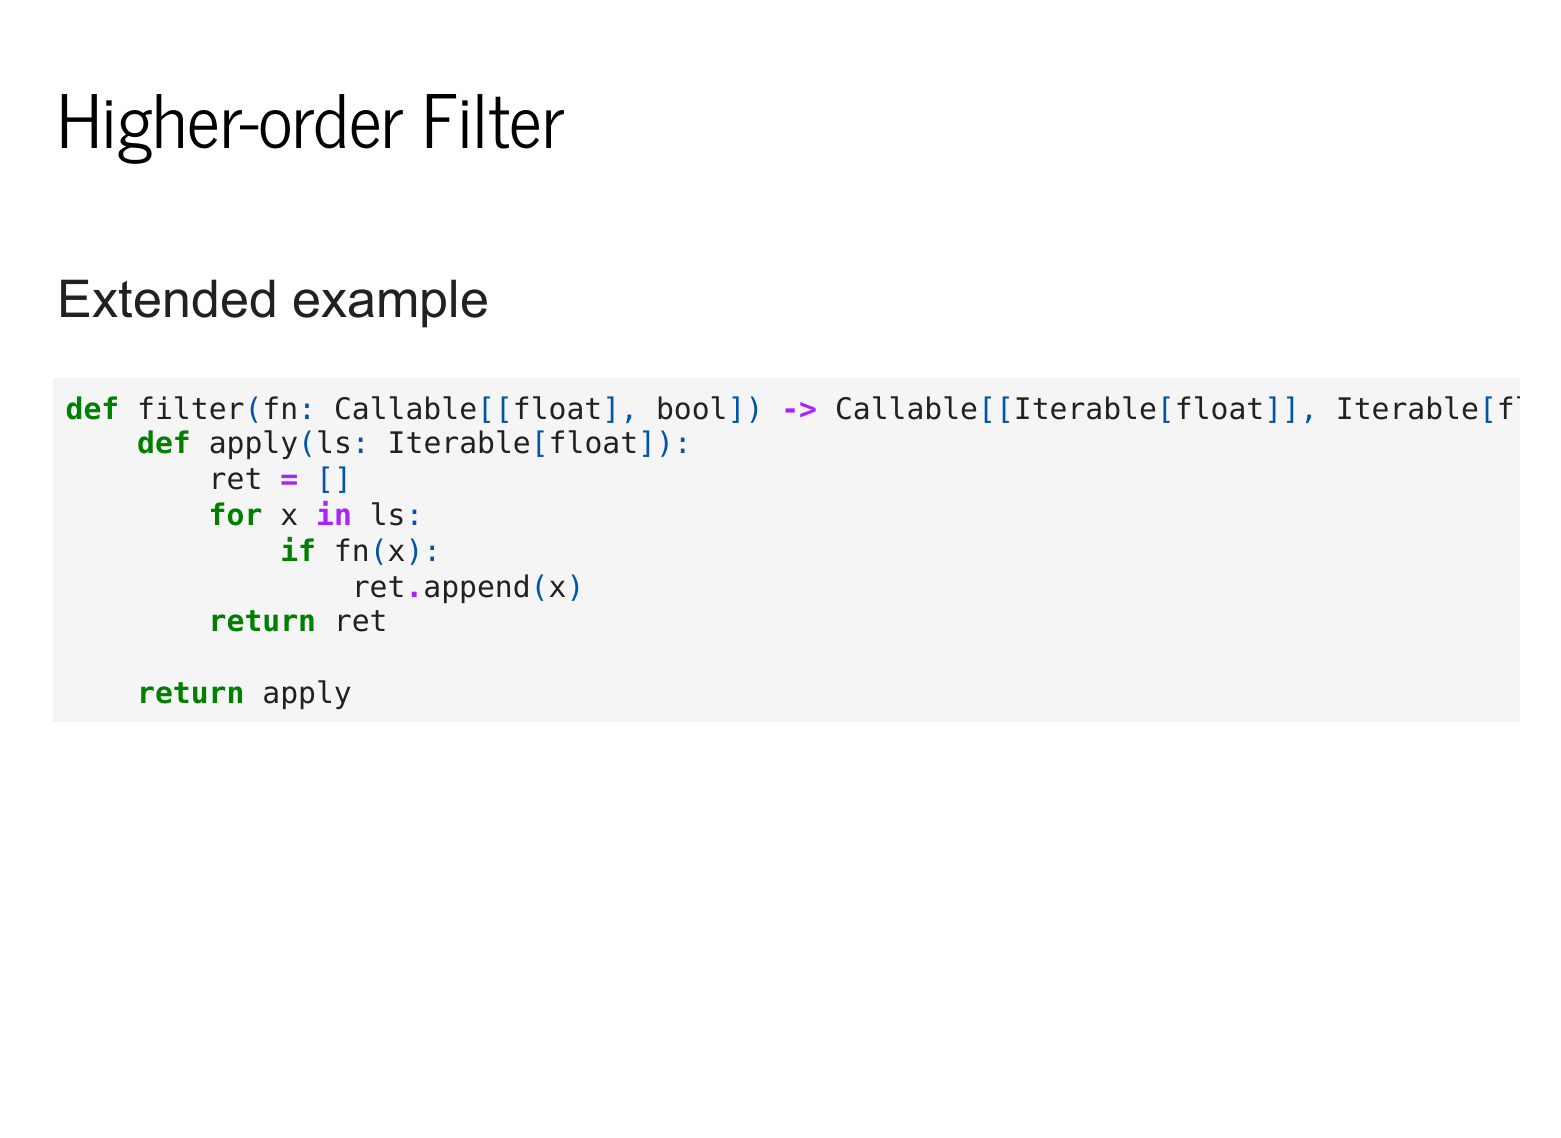 Higher-order Filter
Extended example
def filter(fn: Callable[[float], bool]) -> Callable[[Iterable[float]], Iterable[fl
    def apply(ls: Iterable[float]):
        ret = []
        for x in ls:
            if fn(x):
                ret.append(x)
        return ret
    return apply